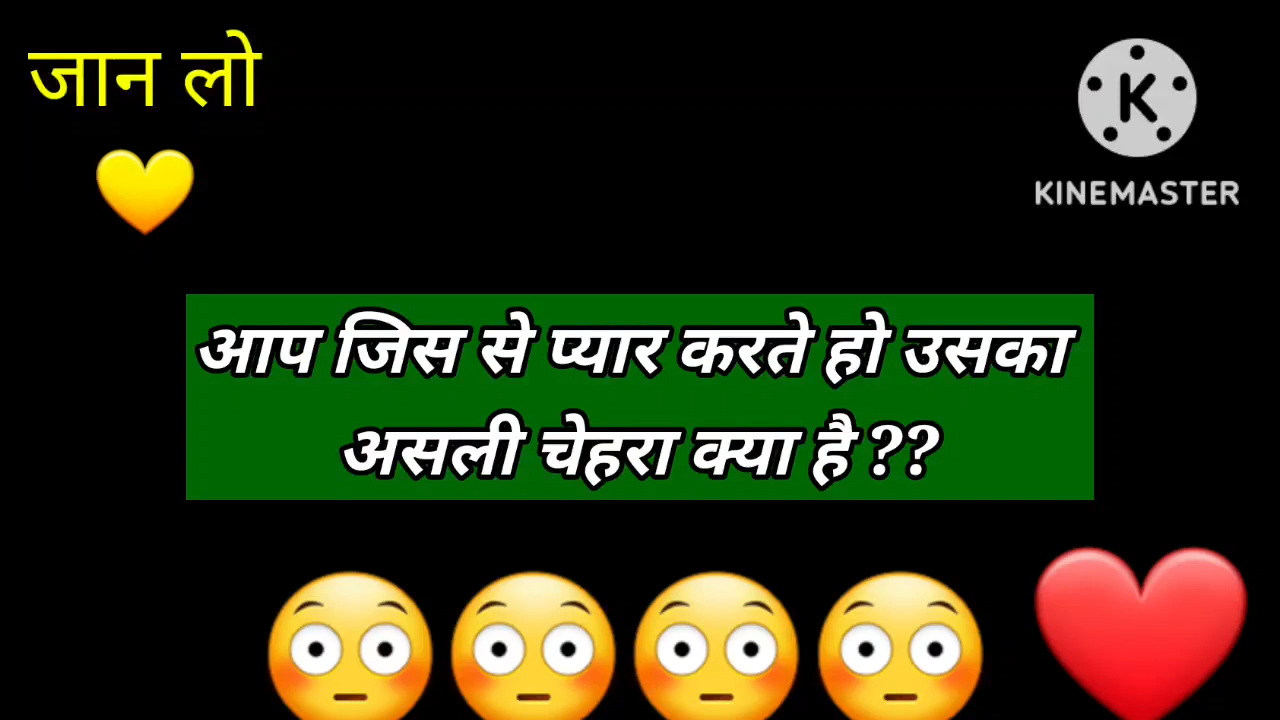 जान लो
K
KINEMASTER
आप जिस से प्यार करते हो उसका
असली चेहरा क्या है ??